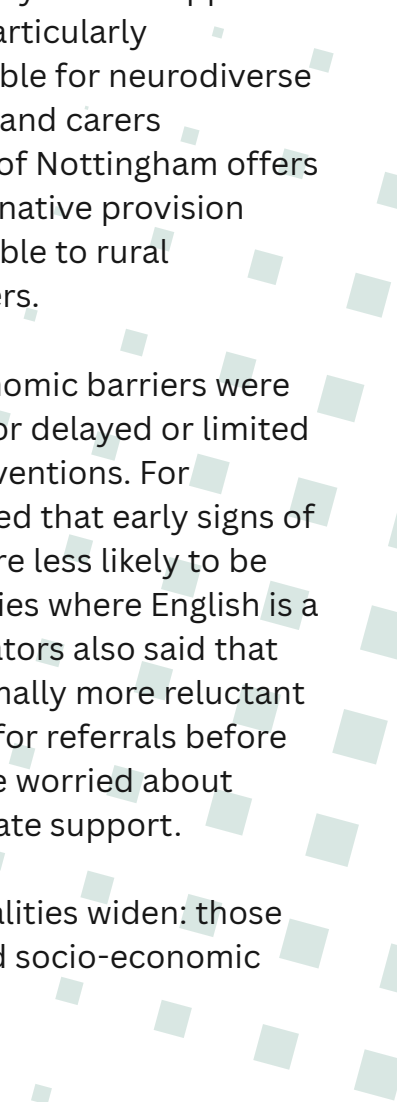 articularly
ble for neurodiverse
and carers
of Nottingham offers
native provision
ble to rural
ers.
nomic barriers were
or delayed or limited
ventions. For
ed that early signs of
re less likely to be
ies where English is a
ators also said that
nally more reluctant
for referrals before
e worried about
ate support.
alities widen: those
d socio-economic